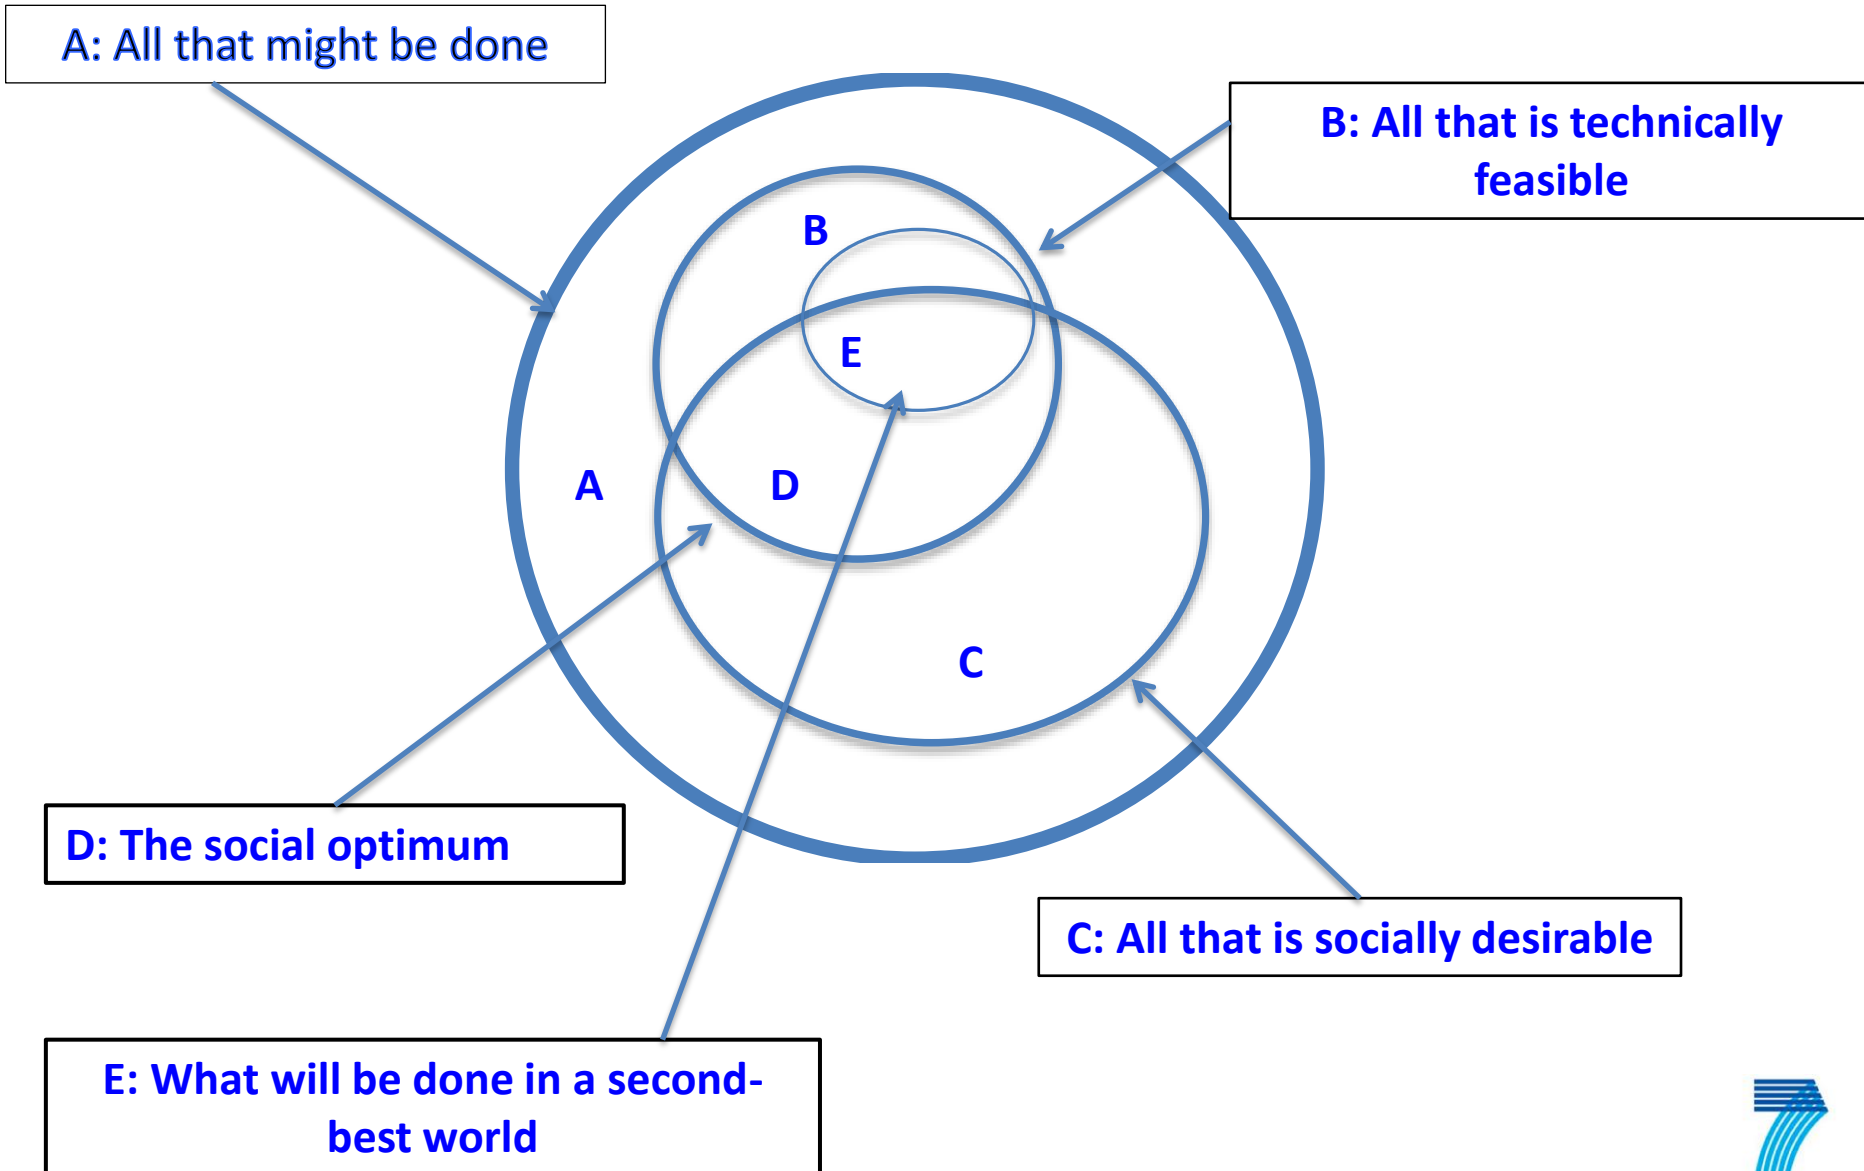 A: All that might be done
B: All that is technically
feasible
B
E
A
D
C
D: The social optimum
C: All that is socially desirable
E: What will be done in a second-
best world